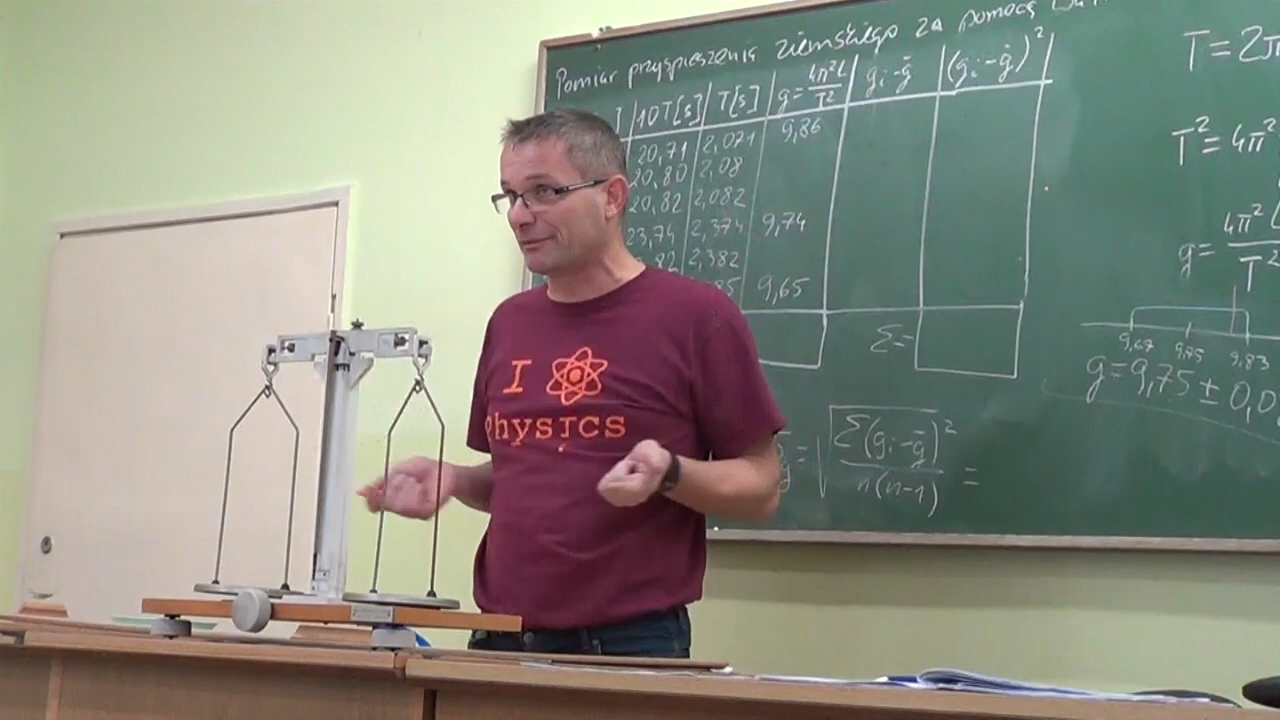 Pomiar przyspieszenia ziemskiego za pomocą
10T[s] T[s] g=4π²L/T² gᵢ-ḡ (gᵢ-ḡ)²
20,71 2,071 9,86
20,80 2,08
20,82 2,082
23,74 2,374 9,74
82 2,382
85 9,65
Σ=
√Σ(gᵢ-ḡ)²/n(n-1) =
T=2π
T²=4π²
g=4π²L/T²
9,67 9,75 9,83
g=9,75±0,0
I physics